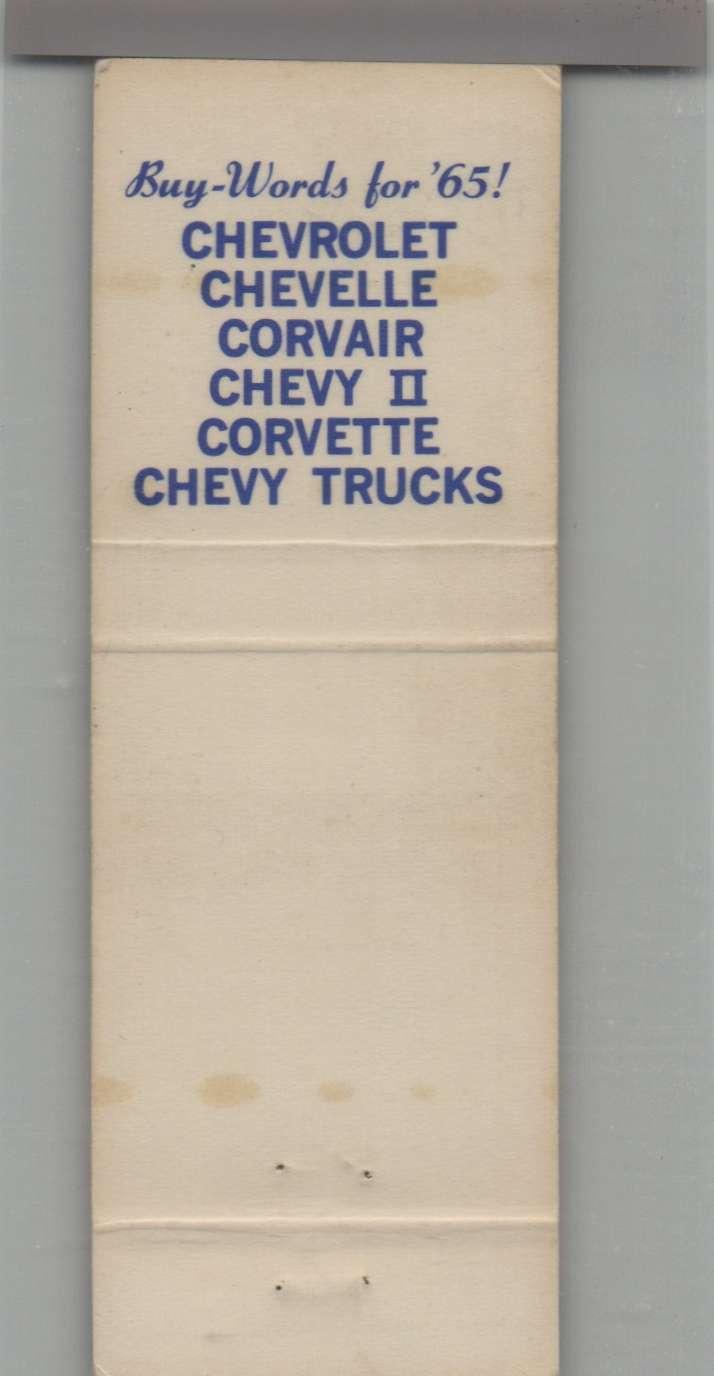 Buy-Words for '65!
CHEVROLET
CHEVELLE
CORVAIR
CHEVY II
CORVETTE
CHEVY TRUCKS